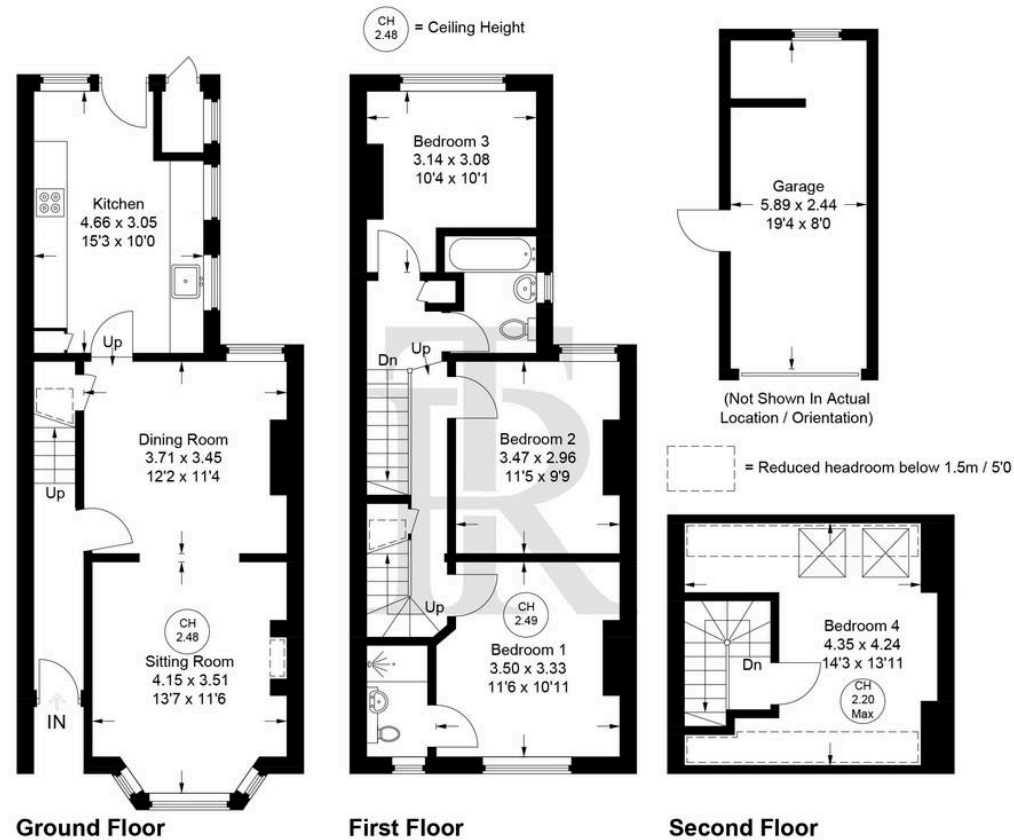 CH
2.48
= Ceiling Height
Kitchen
4.66 x 3.05
15'3 x 10'0
Up
Up
Dining Room
3.71 x 3.45
12'2 x 11'4
CH
2.48
Sitting Room
4.15 x 3.51
13'7 x 11'6
IN
Ground Floor
Bedroom 3
3.14 x 3.08
10'4 x 10'1
Dn
Up
Bedroom 2
3.47 x 2.96
11'5 x 9'9
Up
CH
2.49
Bedroom 1
3.50 x 3.33
11'6 x 10'11
First Floor
Garage
5.89 x 2.44
19'4 x 8'0
(Not Shown In Actual
Location / Orientation)
= Reduced headroom below 1.5m / 5'0
Bedroom 4
4.35 x 4.24
14'3 x 13'11
Dn
CH
2.20
Max
Second Floor